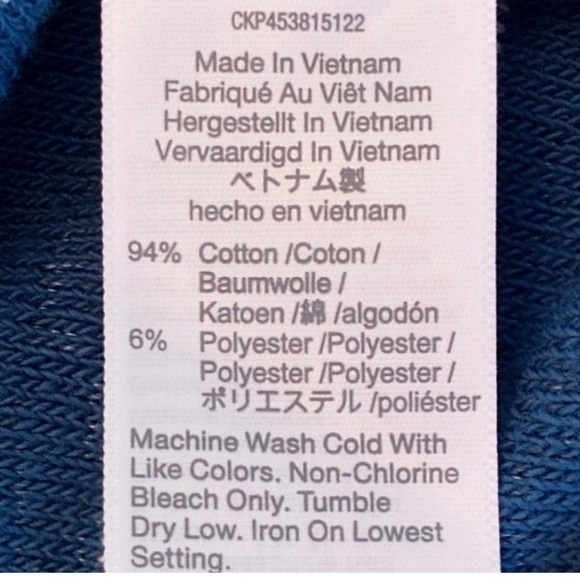 CKP453815122
Made In Vietnam
Fabriqué Au Viêt Nam
Hergestellt In Vietnam
Vervaardigd In Vietnam
ベトナム製
hecho en vietnam
94% Cotton /Coton /
Baumwolle /
Katoen /綿 /algodón
6% Polyester /Polyester /
Polyester /Polyester /
ポリエステル /poliéster
Machine Wash Cold With
Like Colors. Non-Chlorine
Bleach Only. Tumble
Dry Low. Iron On Lowest
Setting.